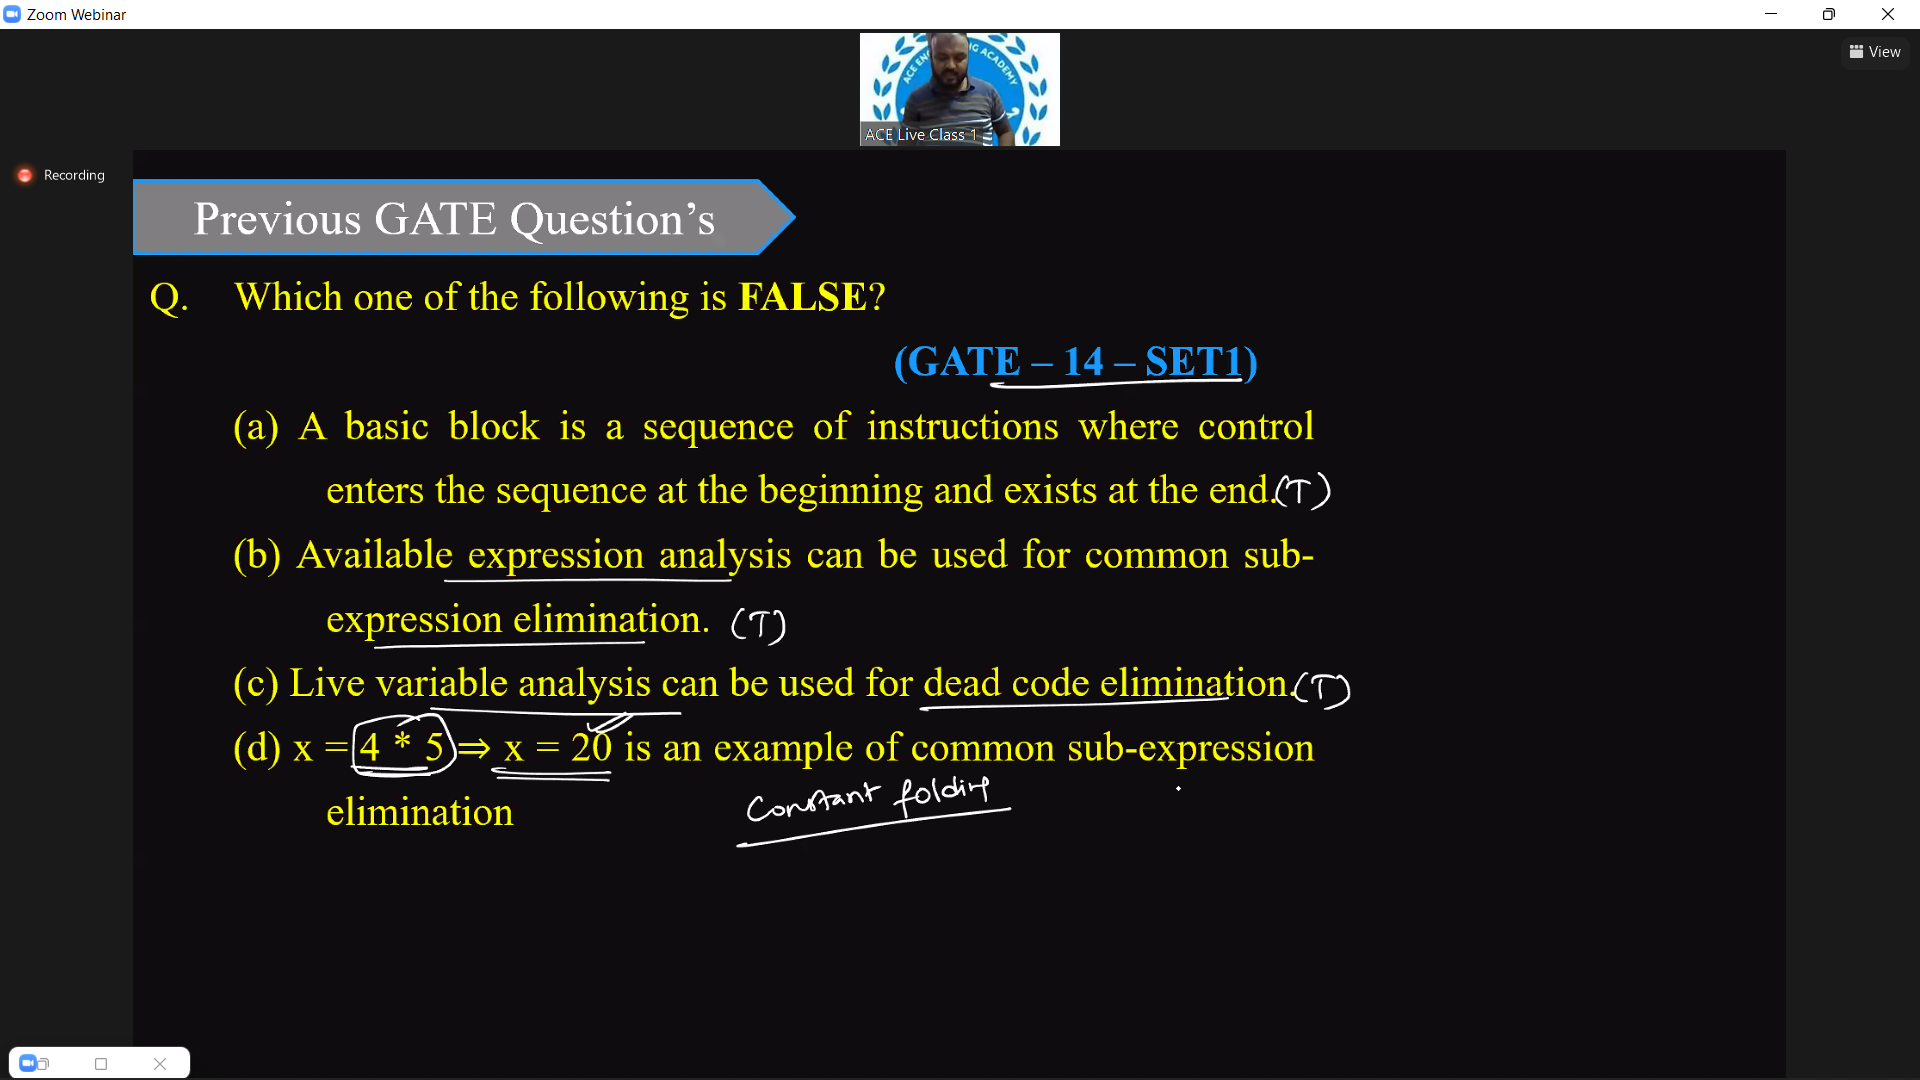 Zoom Webinar
View
ACE ENGINEERING ACADEMY
ACE Live Class 1
Recording
Previous GATE Question’s
Q. Which one of the following is FALSE?
(GATE – 14 – SET1)
(a) A basic block is a sequence of instructions where control
enters the sequence at the beginning and exists at the end. (T)
(b) Available expression analysis can be used for common sub-
expression elimination. (T)
(c) Live variable analysis can be used for dead code elimination. (T)
(d) x = 4 * 5 ⇒ x = 20 is an example of common sub-expression
elimination
Constant folding